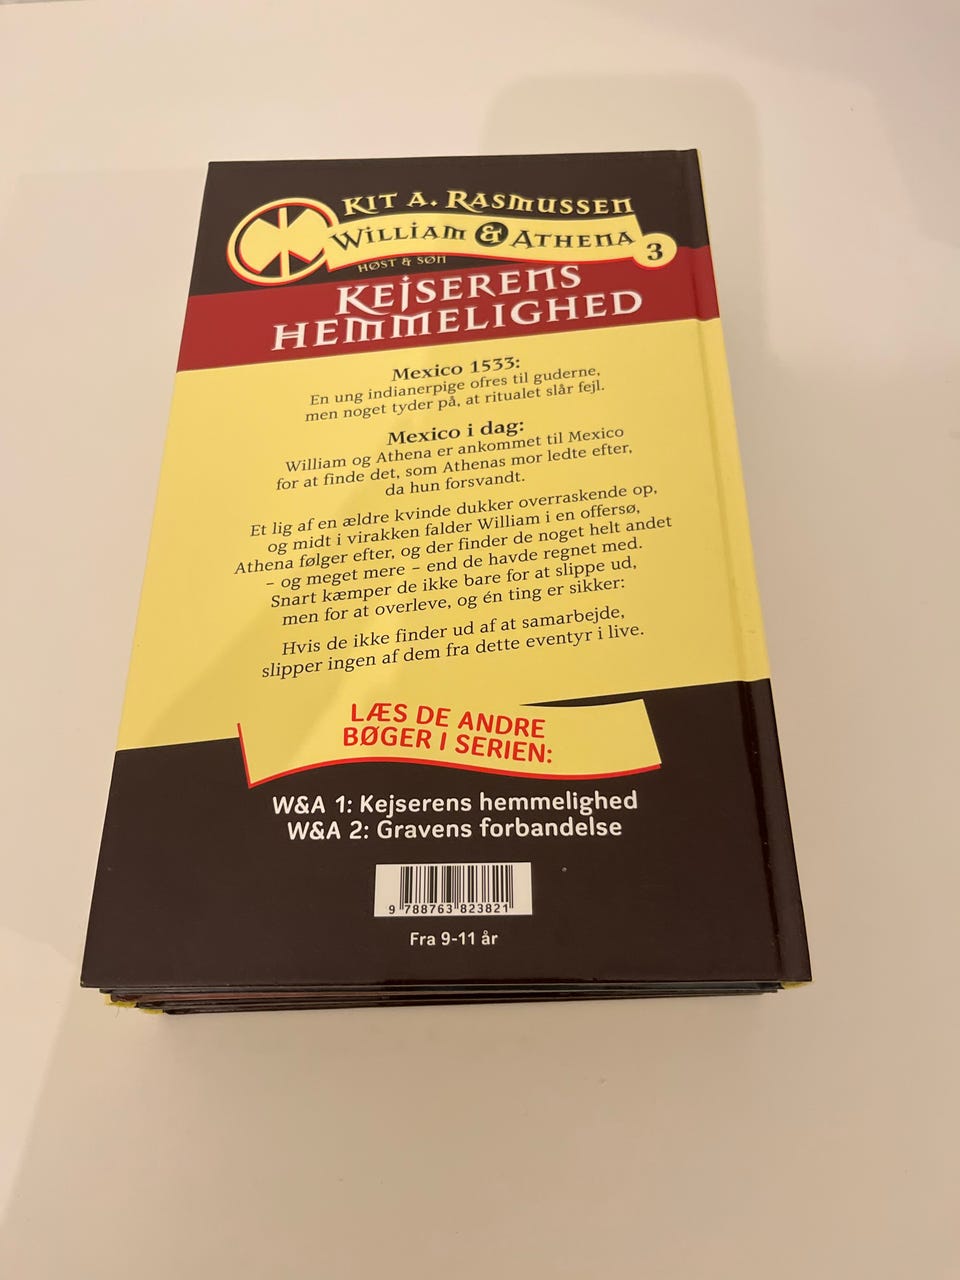 KIT A. RASMUSSEN
WILLIAM & ATHENA
3
HØST & SØN
KEJSERENS
HEMMELIGHED
Mexico 1533:
En ung indianerpige ofres til guderne,
men noget tyder på, at ritualet slår fejl.
Mexico i dag:
William og Athena er ankommet til Mexico
for at finde det, som Athenas mor ledte efter,
da hun forsvandt.
Et lig af en ældre kvinde dukker overraskende op,
og midt i virakken falder William i en offersø,
Athena følger efter, og der finder de noget helt andet
– og meget mere – end de havde regnet med.
Snart kæmper de ikke bare for at slippe ud,
men for at overleve, og én ting er sikker:
Hvis de ikke finder ud af at samarbejde,
slipper ingen af dem fra dette eventyr i live.
LÆS DE ANDRE
BØGER I SERIEN:
W&A 1: Kejserens hemmelighed
W&A 2: Gravens forbandelse
9 788763 823821
Fra 9-11 år